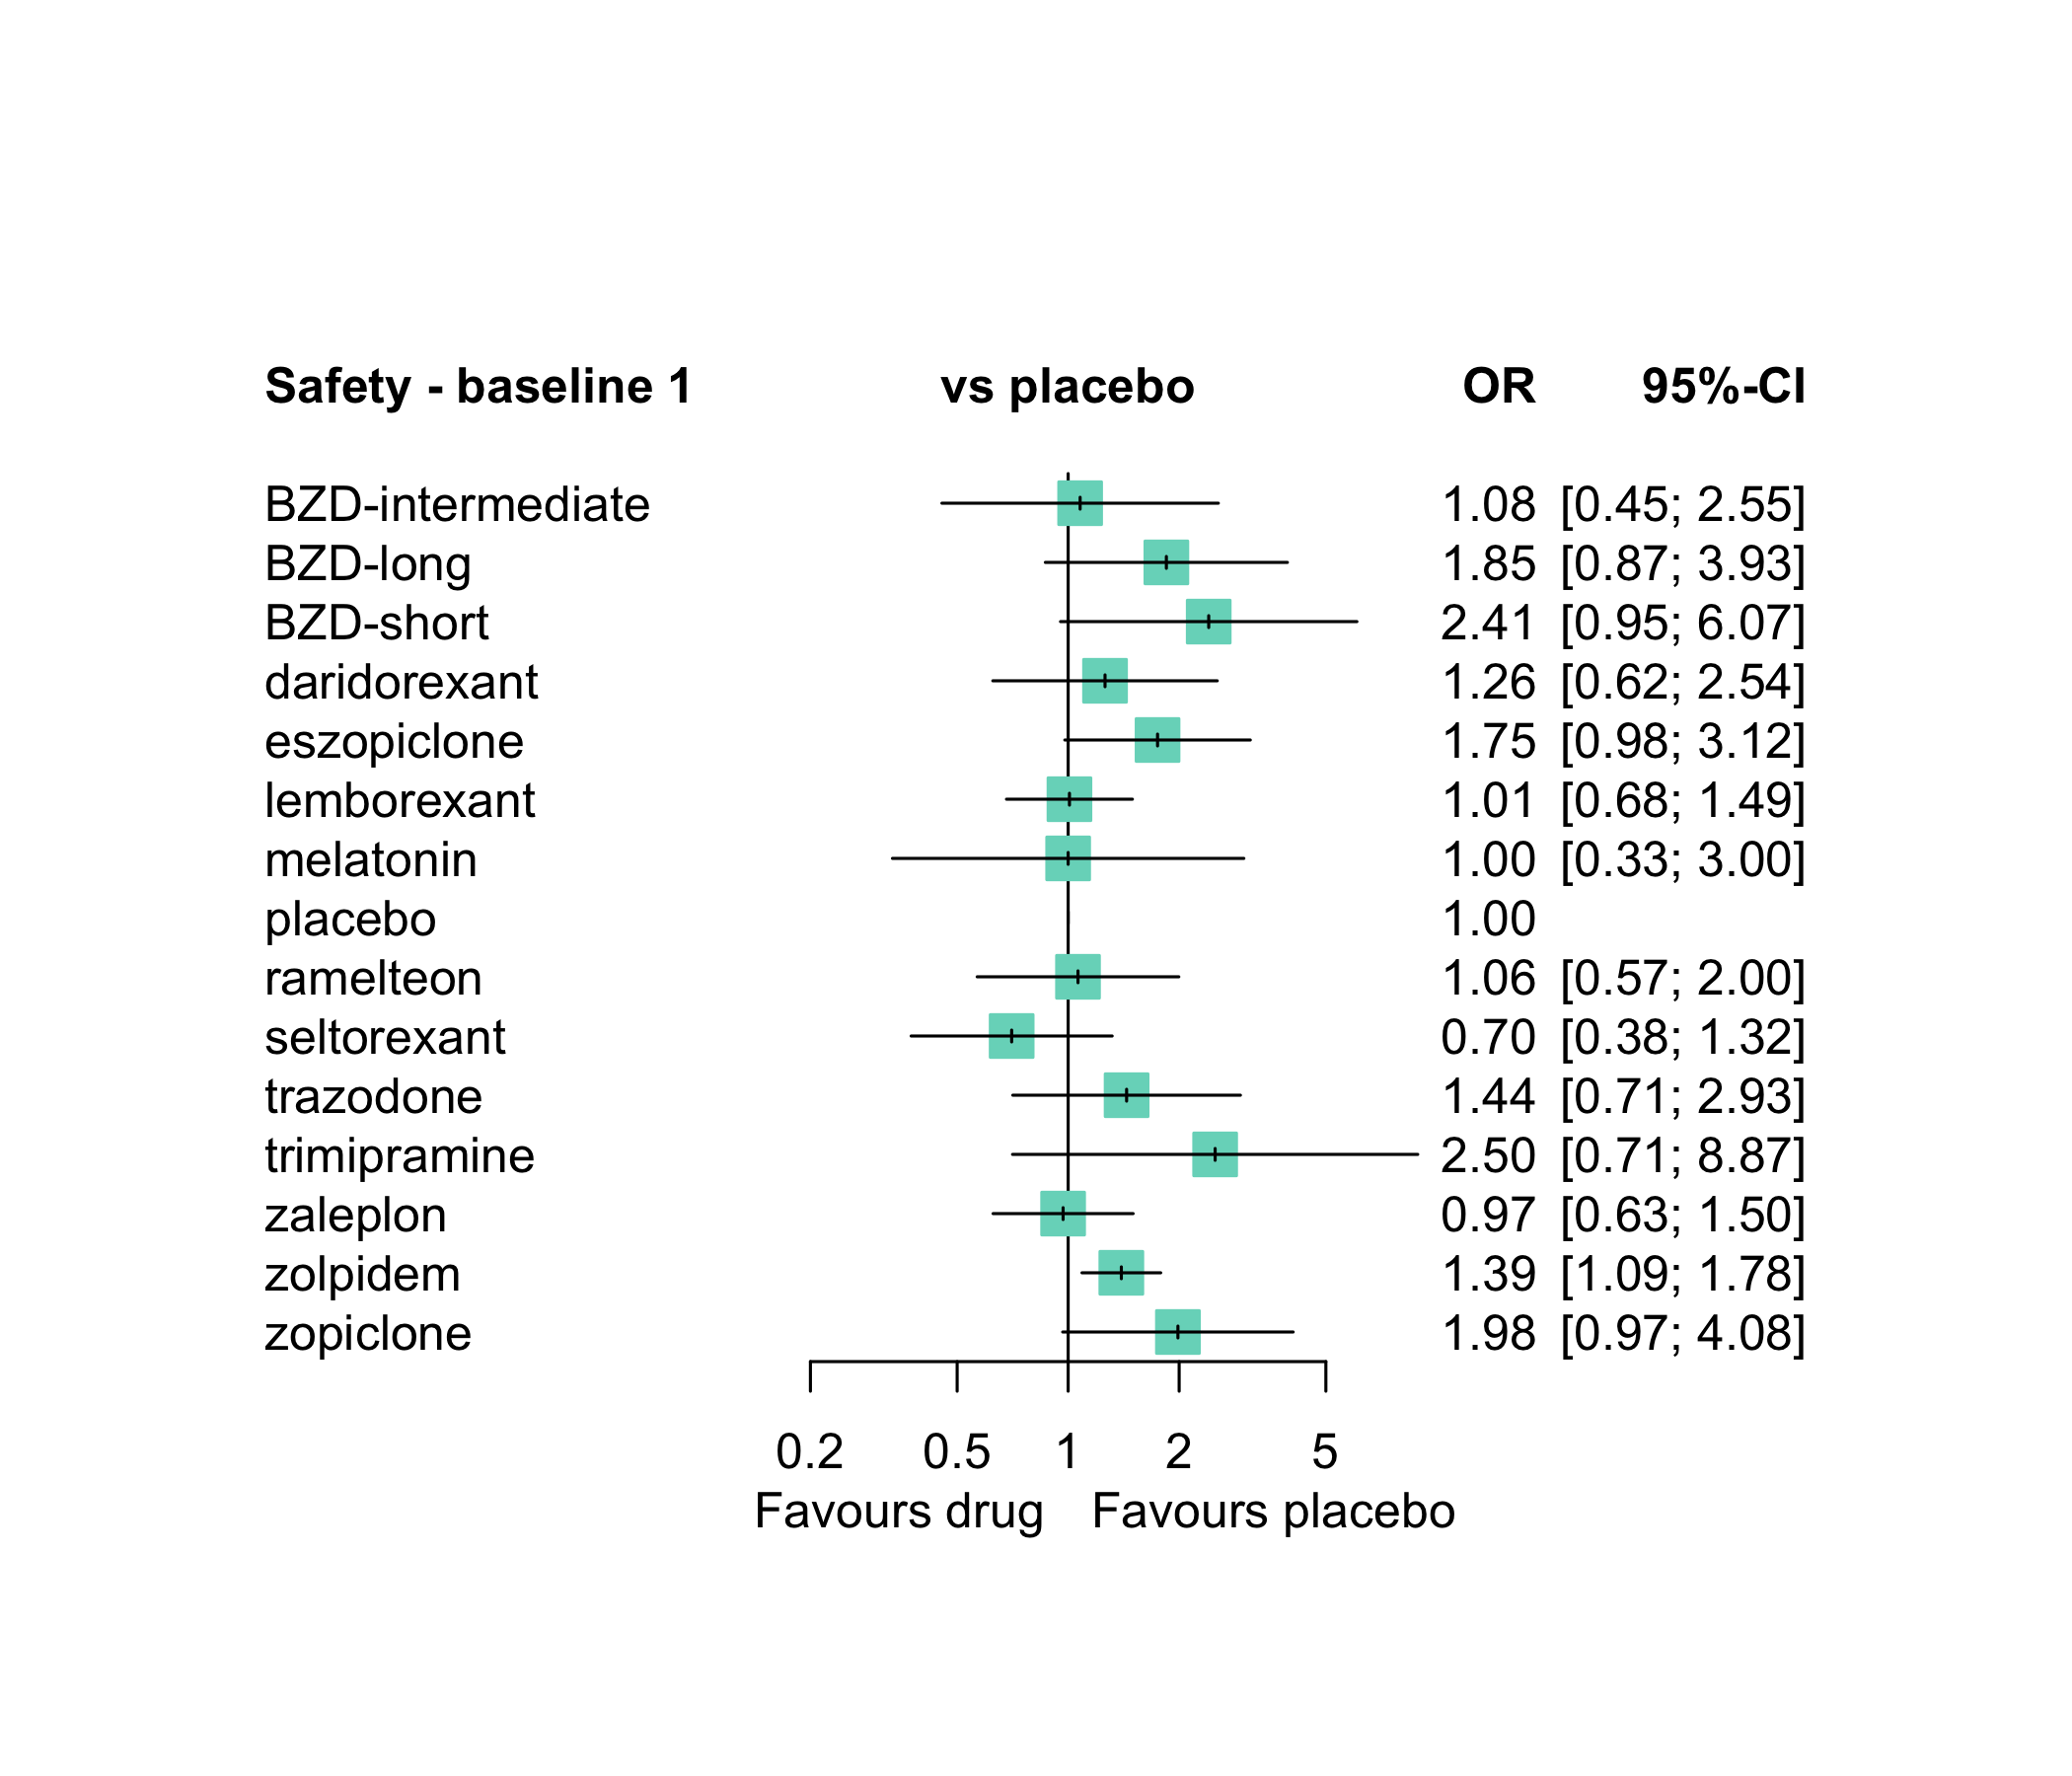 Safety - baseline 1 vs placebo OR 95%-CI
BZD-intermediate 1.08 [0.45; 2.55]
BZD-long 1.85 [0.87; 3.93]
BZD-short 2.41 [0.95; 6.07]
daridorexant 1.26 [0.62; 2.54]
eszopiclone 1.75 [0.98; 3.12]
lemborexant 1.01 [0.68; 1.49]
melatonin 1.00 [0.33; 3.00]
placebo 1.00
ramelteon 1.06 [0.57; 2.00]
seltorexant 0.70 [0.38; 1.32]
trazodone 1.44 [0.71; 2.93]
trimipramine 2.50 [0.71; 8.87]
zaleplon 0.97 [0.63; 1.50]
zolpidem 1.39 [1.09; 1.78]
zopiclone 1.98 [0.97; 4.08]
0.2 0.5 1 2 5
Favours drug Favours placebo